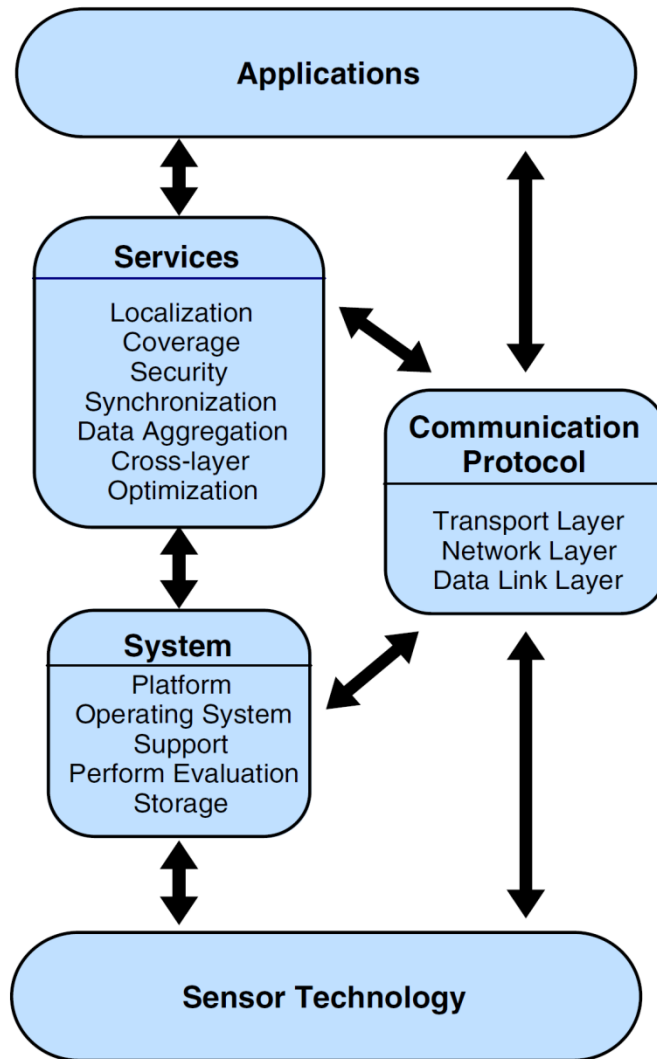 Applications
Services
Localization
Coverage
Security
Synchronization
Data Aggregation
Cross-layer
Optimization
Communication
Protocol
Transport Layer
Network Layer
Data Link Layer
System
Platform
Operating System
Support
Perform Evaluation
Storage
Sensor Technology